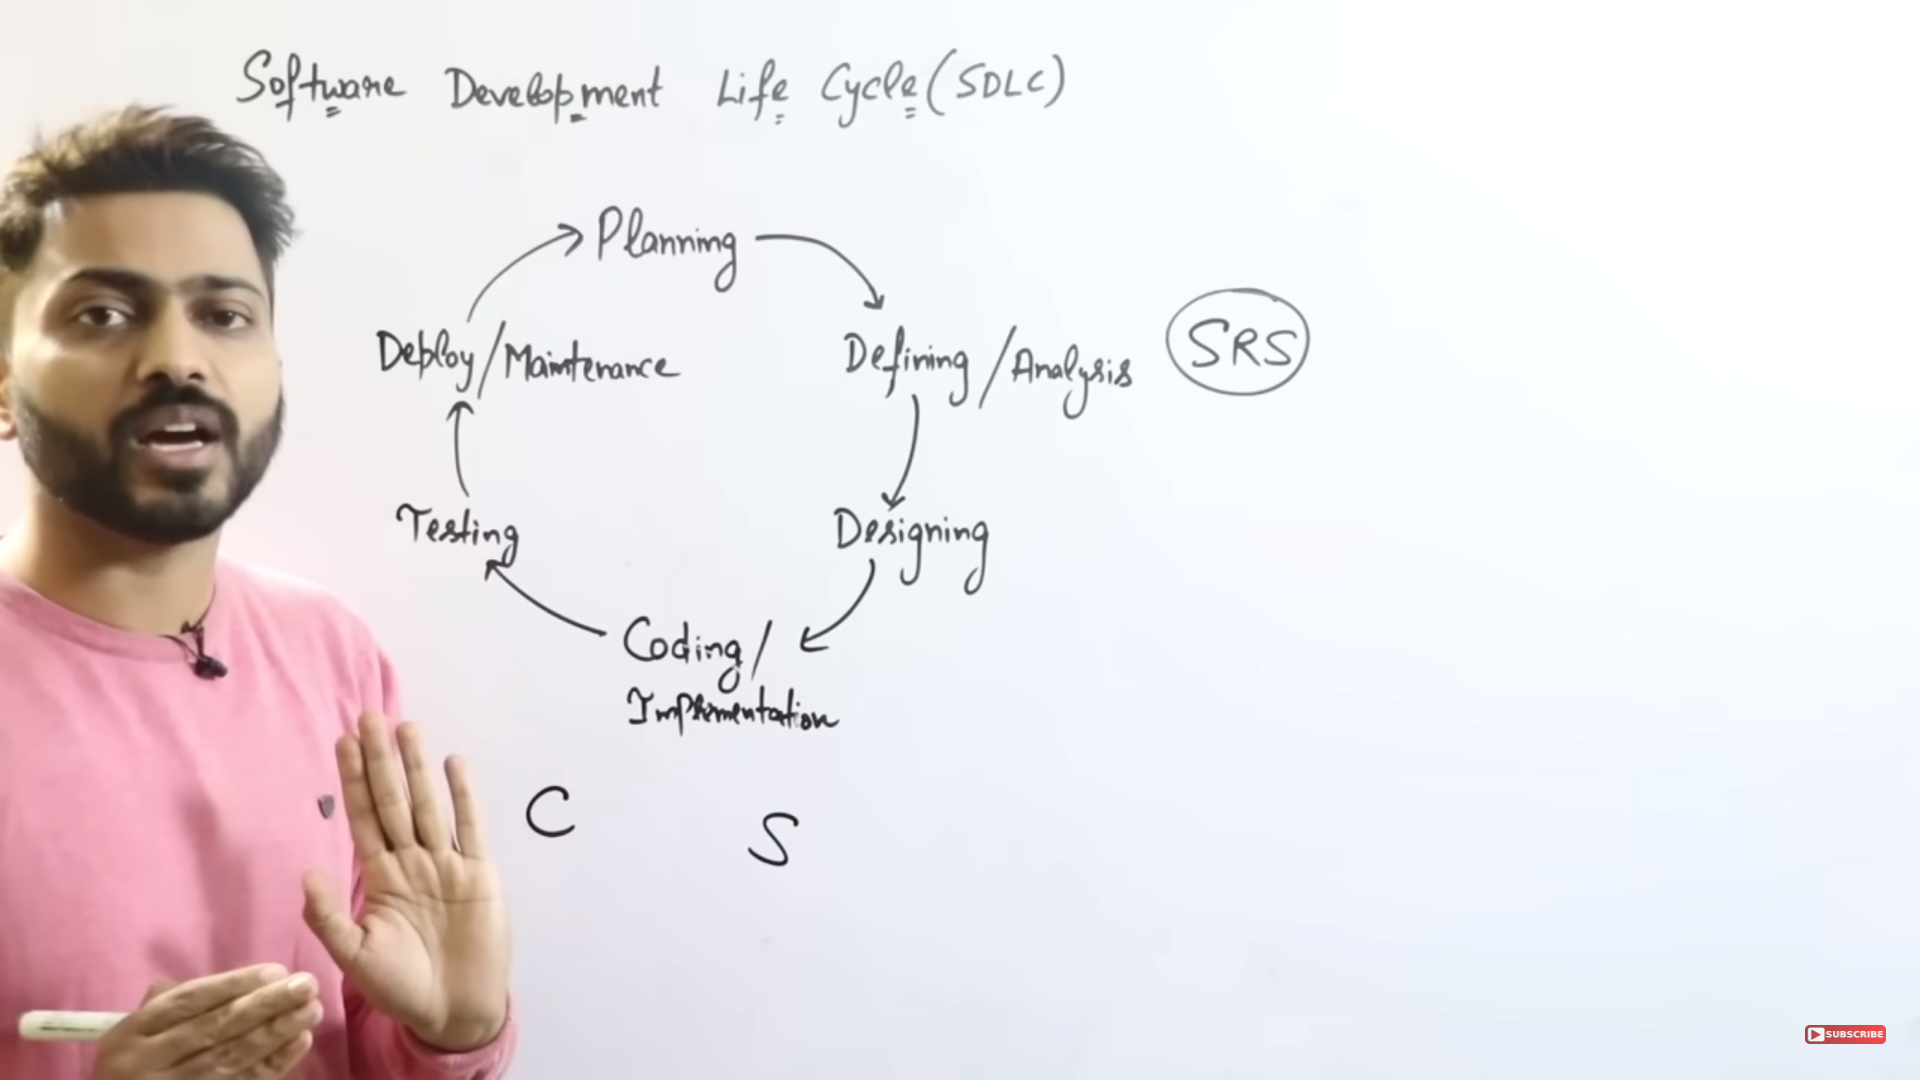 Software Development Life Cycle (SDLC)
Planning
Deploy/Maintenance
Defining/Analysis
SRS
Testing
Designing
Coding/
Implementation
C
S
SUBSCRIBE